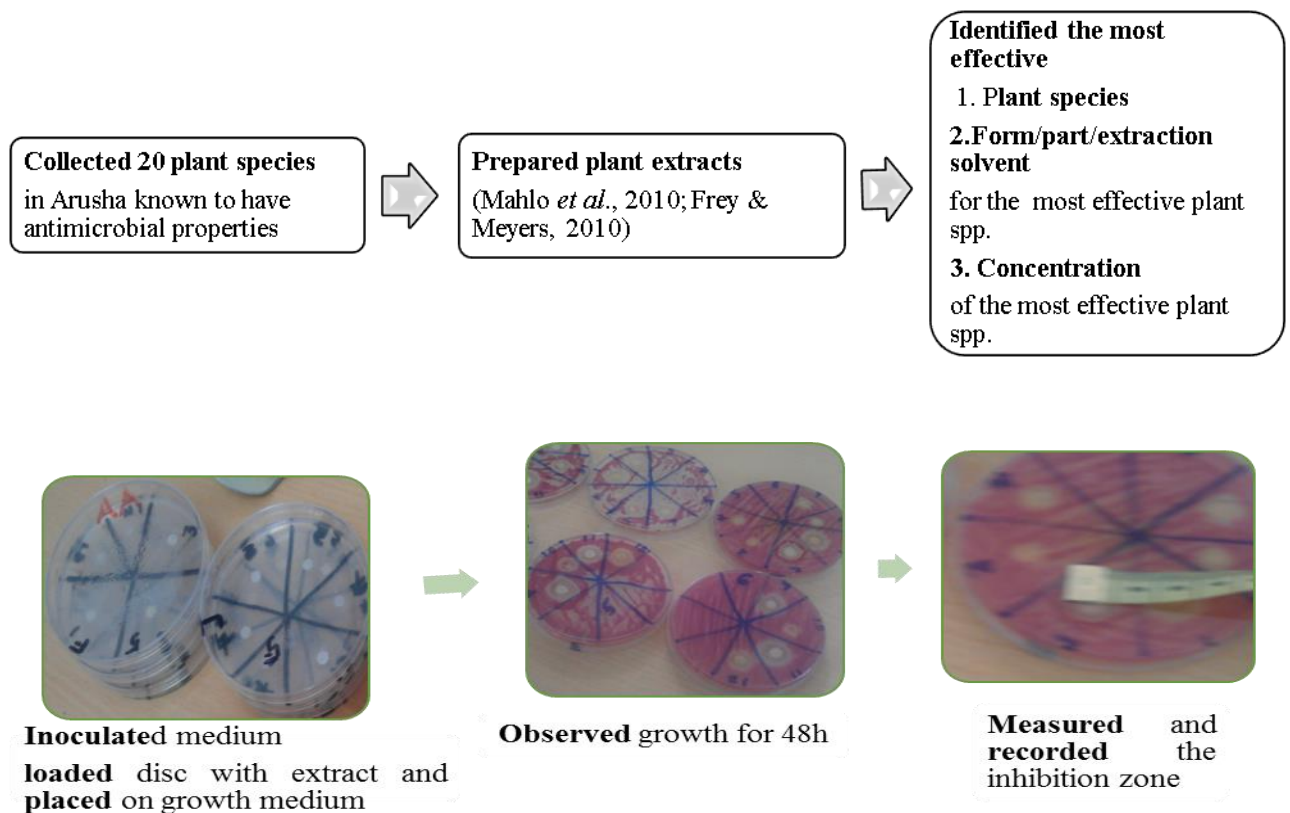 Collected 20 plant species
in Arusha known to have
antimicrobial properties
Prepared plant extracts
(Mahlo et al., 2010; Frey &
Meyers, 2010)
Identified the most
effective
1. Plant species
2.Form/part/extraction
solvent
for the most effective plant
spp.
3. Concentration
of the most effective plant
spp.
A.A
Inoculated medium
loaded disc with extract and
placed on growth medium
Observed growth for 48h
Measured and
recorded the
inhibition zone